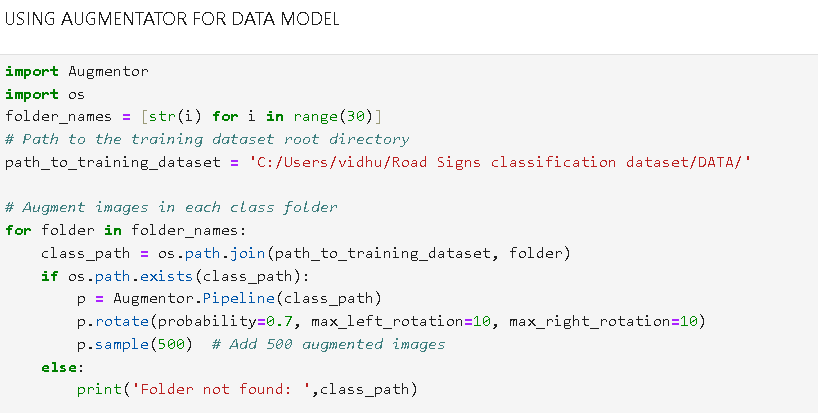 USING AUGMENTATOR FOR DATA MODEL
import Augmentor
import os
folder_names = [str(i) for i in range(30)]
# Path to the training dataset root directory
path_to_training_dataset = 'C:/Users/vidhu/Road Signs classification dataset/DATA/'

# Augment images in each class folder
for folder in folder_names:
    class_path = os.path.join(path_to_training_dataset, folder)
    if os.path.exists(class_path):
        p = Augmentor.Pipeline(class_path)
        p.rotate(probability=0.7, max_left_rotation=10, max_right_rotation=10)
        p.sample(500)  # Add 500 augmented images
    else:
        print('Folder not found: ',class_path)